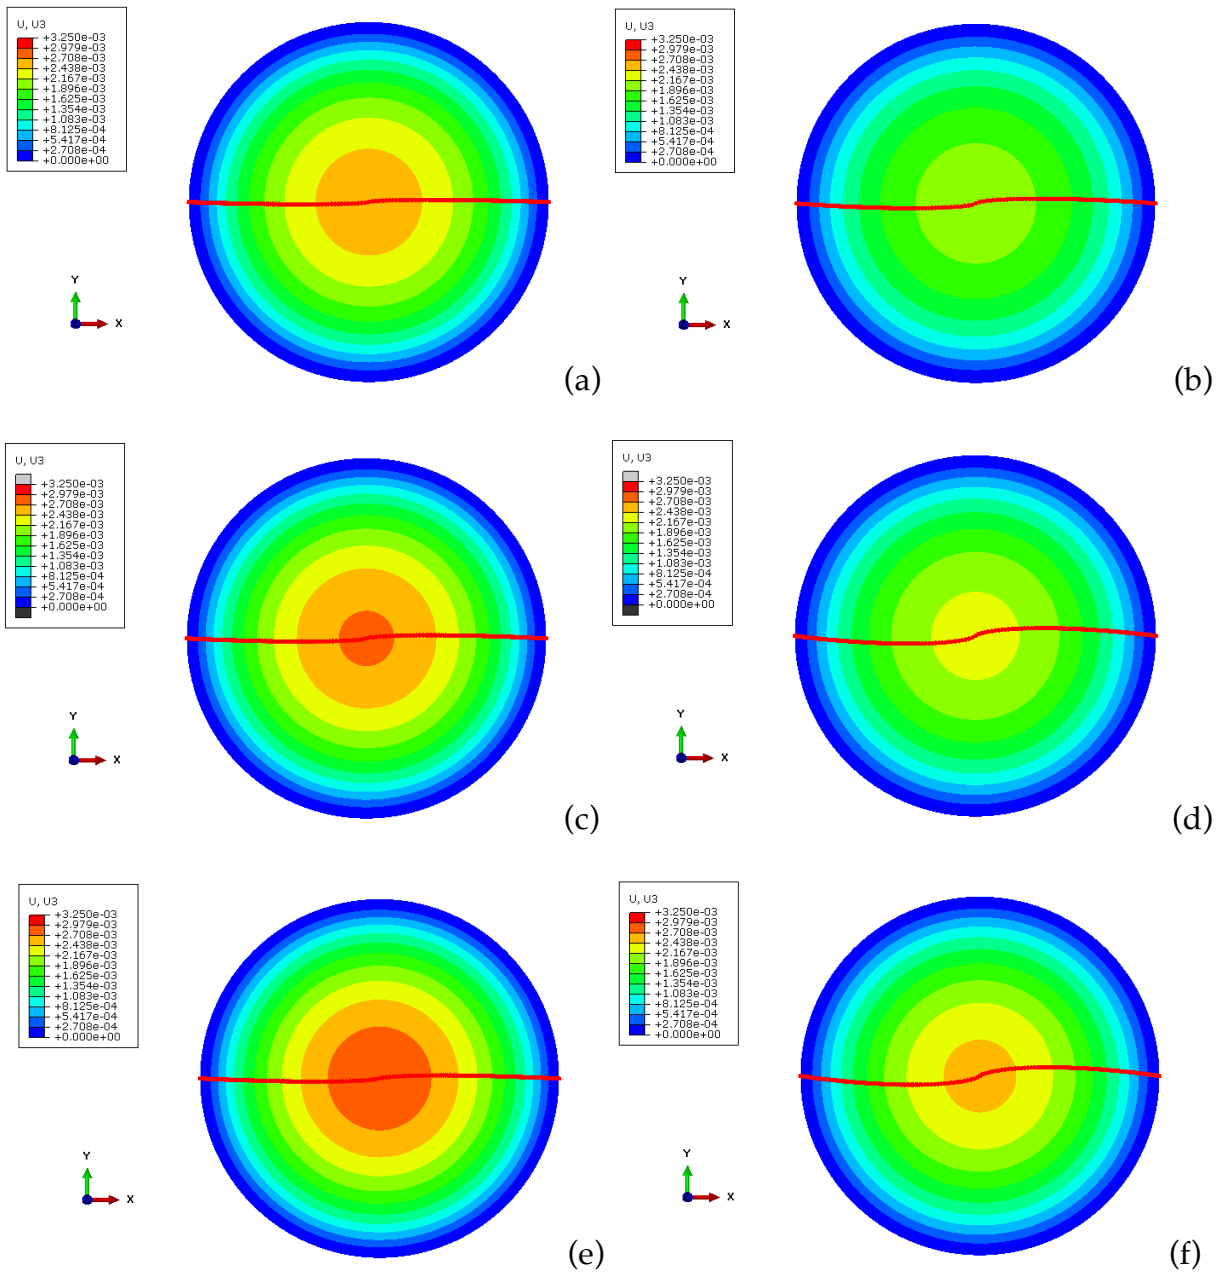 U, U3
+3.250e-03
+2.979e-03
+2.708e-03
+2.438e-03
+2.167e-03
+1.896e-03
+1.625e-03
+1.354e-03
+1.083e-03
+8.125e-04
+5.417e-04
+2.708e-04
+0.000e+00
Y
X
(a)
U, U3
+3.250e-03
+2.979e-03
+2.708e-03
+2.438e-03
+2.167e-03
+1.896e-03
+1.625e-03
+1.354e-03
+1.083e-03
+8.125e-04
+5.417e-04
+2.708e-04
+0.000e+00
Y
X
(b)
U, U3
+3.250e-03
+2.979e-03
+2.708e-03
+2.438e-03
+2.167e-03
+1.896e-03
+1.625e-03
+1.354e-03
+1.083e-03
+8.125e-04
+5.417e-04
+2.708e-04
+0.000e+00
Y
X
(c)
U, U3
+3.250e-03
+2.979e-03
+2.708e-03
+2.438e-03
+2.167e-03
+1.896e-03
+1.625e-03
+1.354e-03
+1.083e-03
+8.125e-04
+5.417e-04
+2.708e-04
+0.000e+00
Y
X
(d)
U, U3
+3.250e-03
+2.979e-03
+2.708e-03
+2.438e-03
+2.167e-03
+1.896e-03
+1.625e-03
+1.354e-03
+1.083e-03
+8.125e-04
+5.417e-04
+2.708e-04
+0.000e+00
Y
X
(e)
U, U3
+3.250e-03
+2.979e-03
+2.708e-03
+2.438e-03
+2.167e-03
+1.896e-03
+1.625e-03
+1.354e-03
+1.083e-03
+8.125e-04
+5.417e-04
+2.708e-04
+0.000e+00
Y
X
(f)